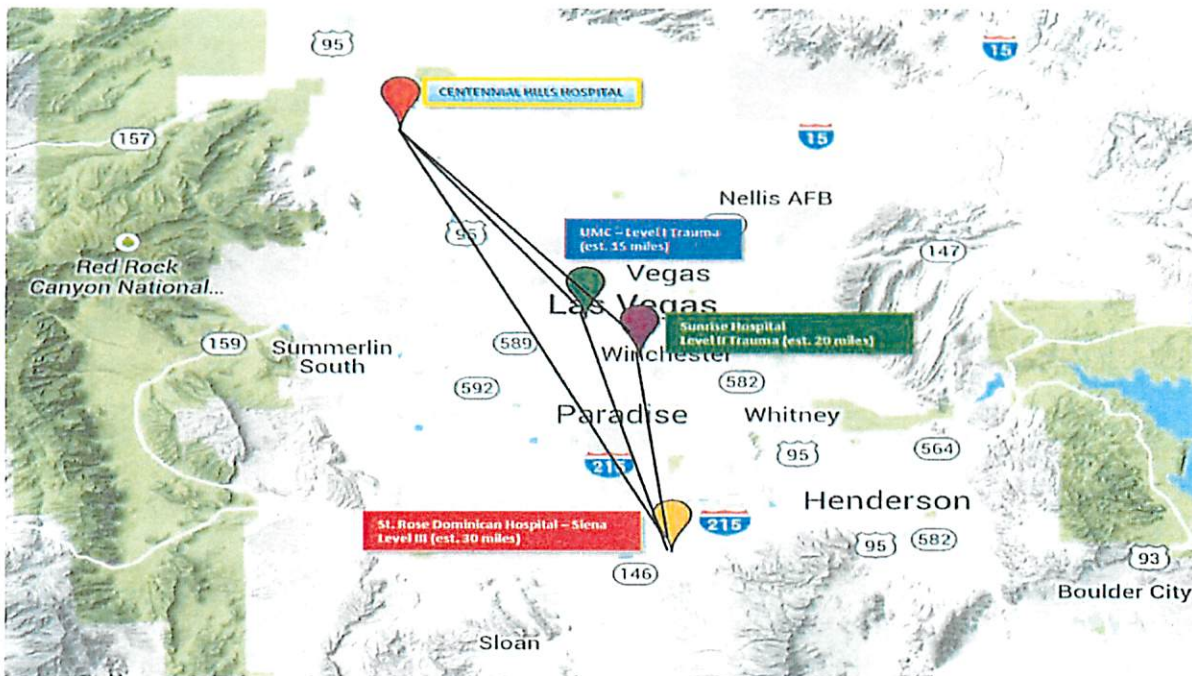 95
15
CENTENNIAL HILLS HOSPITAL
157
15
Nellis AFB
UMC – Level I Trauma
(est. 15 miles)
95
147
Red Rock
Canyon National...
Vegas
Las Vegas
Sunrise Hospital
Level II Trauma (est. 20 miles)
159
Summerlin
South
589
Winchester
592
582
Paradise
Whitney
95
564
215
Henderson
St. Rose Dominican Hospital – Siena
Level III (est. 30 miles)
215
95
582
146
93
Boulder City
Sloan